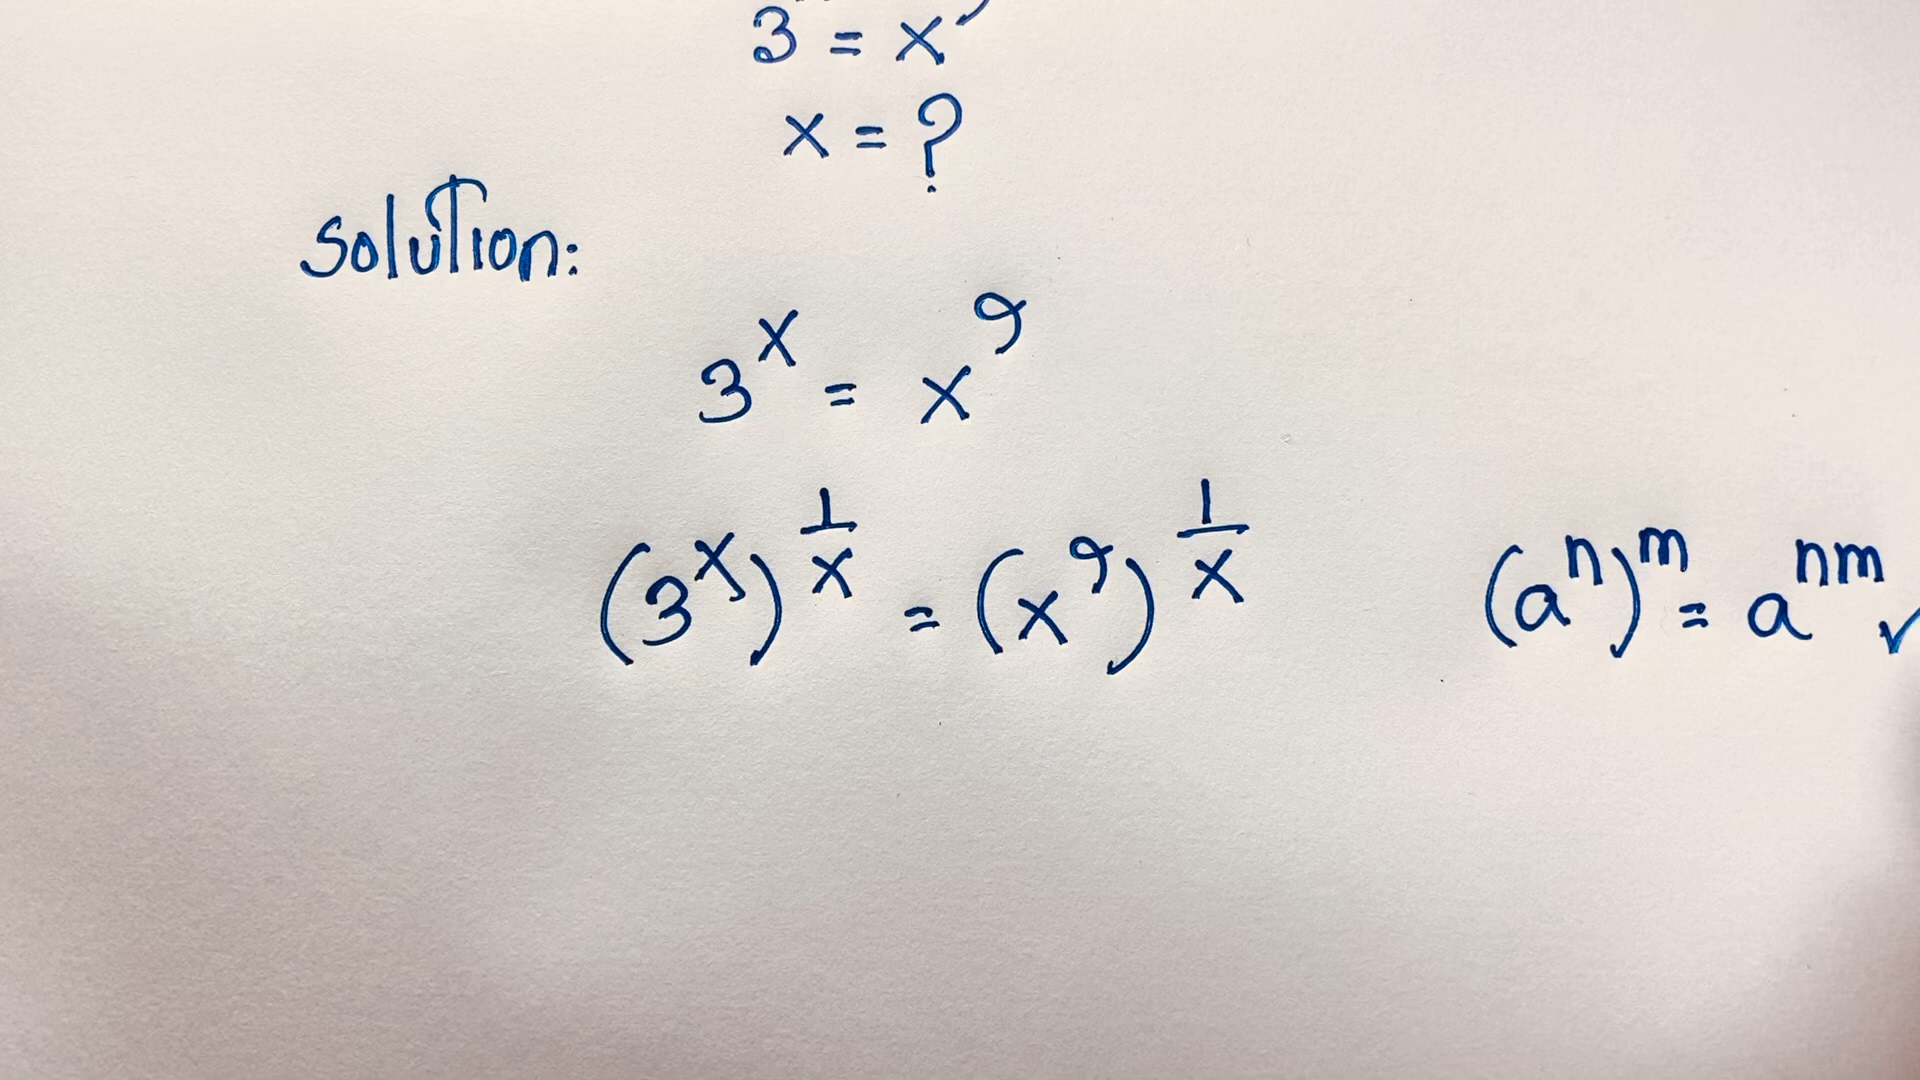 3 = x
x = ?
Solution:
3^x = x^9
(3^x)^(1/x) = (x^9)^(1/x) (a^n)^m = a^nm ✓